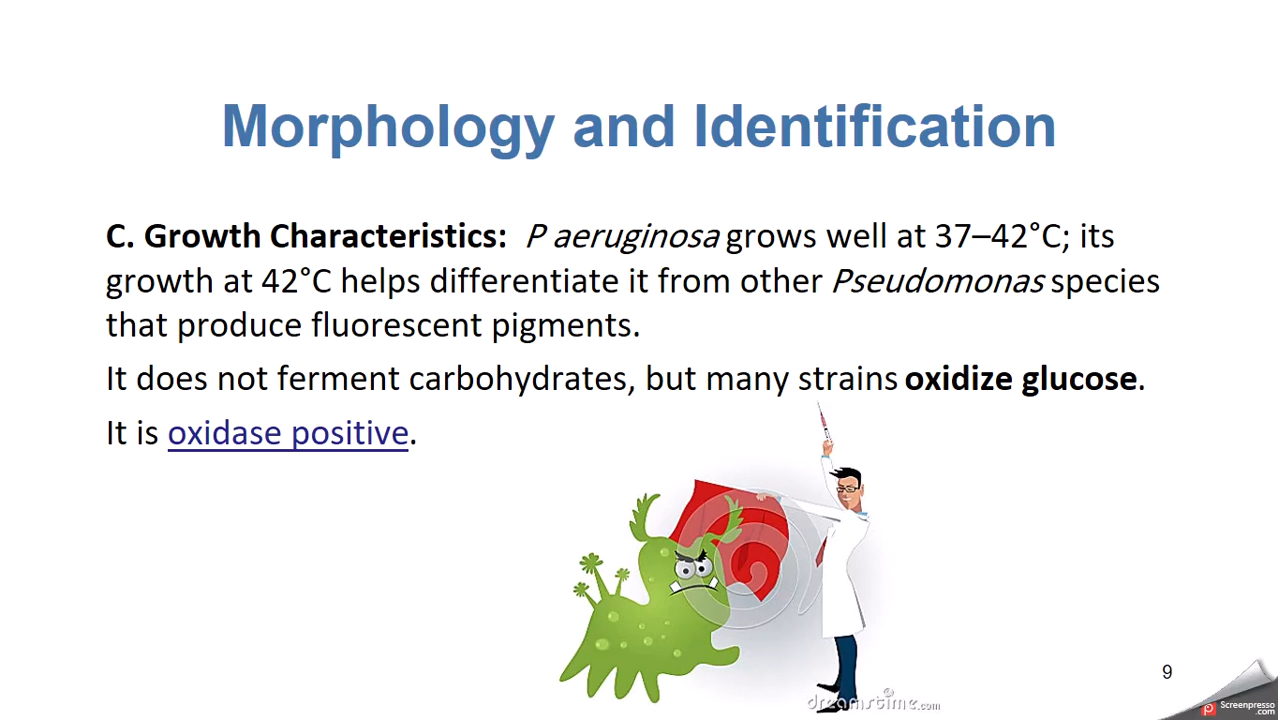 Morphology and Identification
C. Growth Characteristics: P aeruginosa grows well at 37–42°C; its
growth at 42°C helps differentiate it from other Pseudomonas species
that produce fluorescent pigments.
It does not ferment carbohydrates, but many strains oxidize glucose.
It is oxidase positive.
9
dreamstime.com
Screenpresso
.com